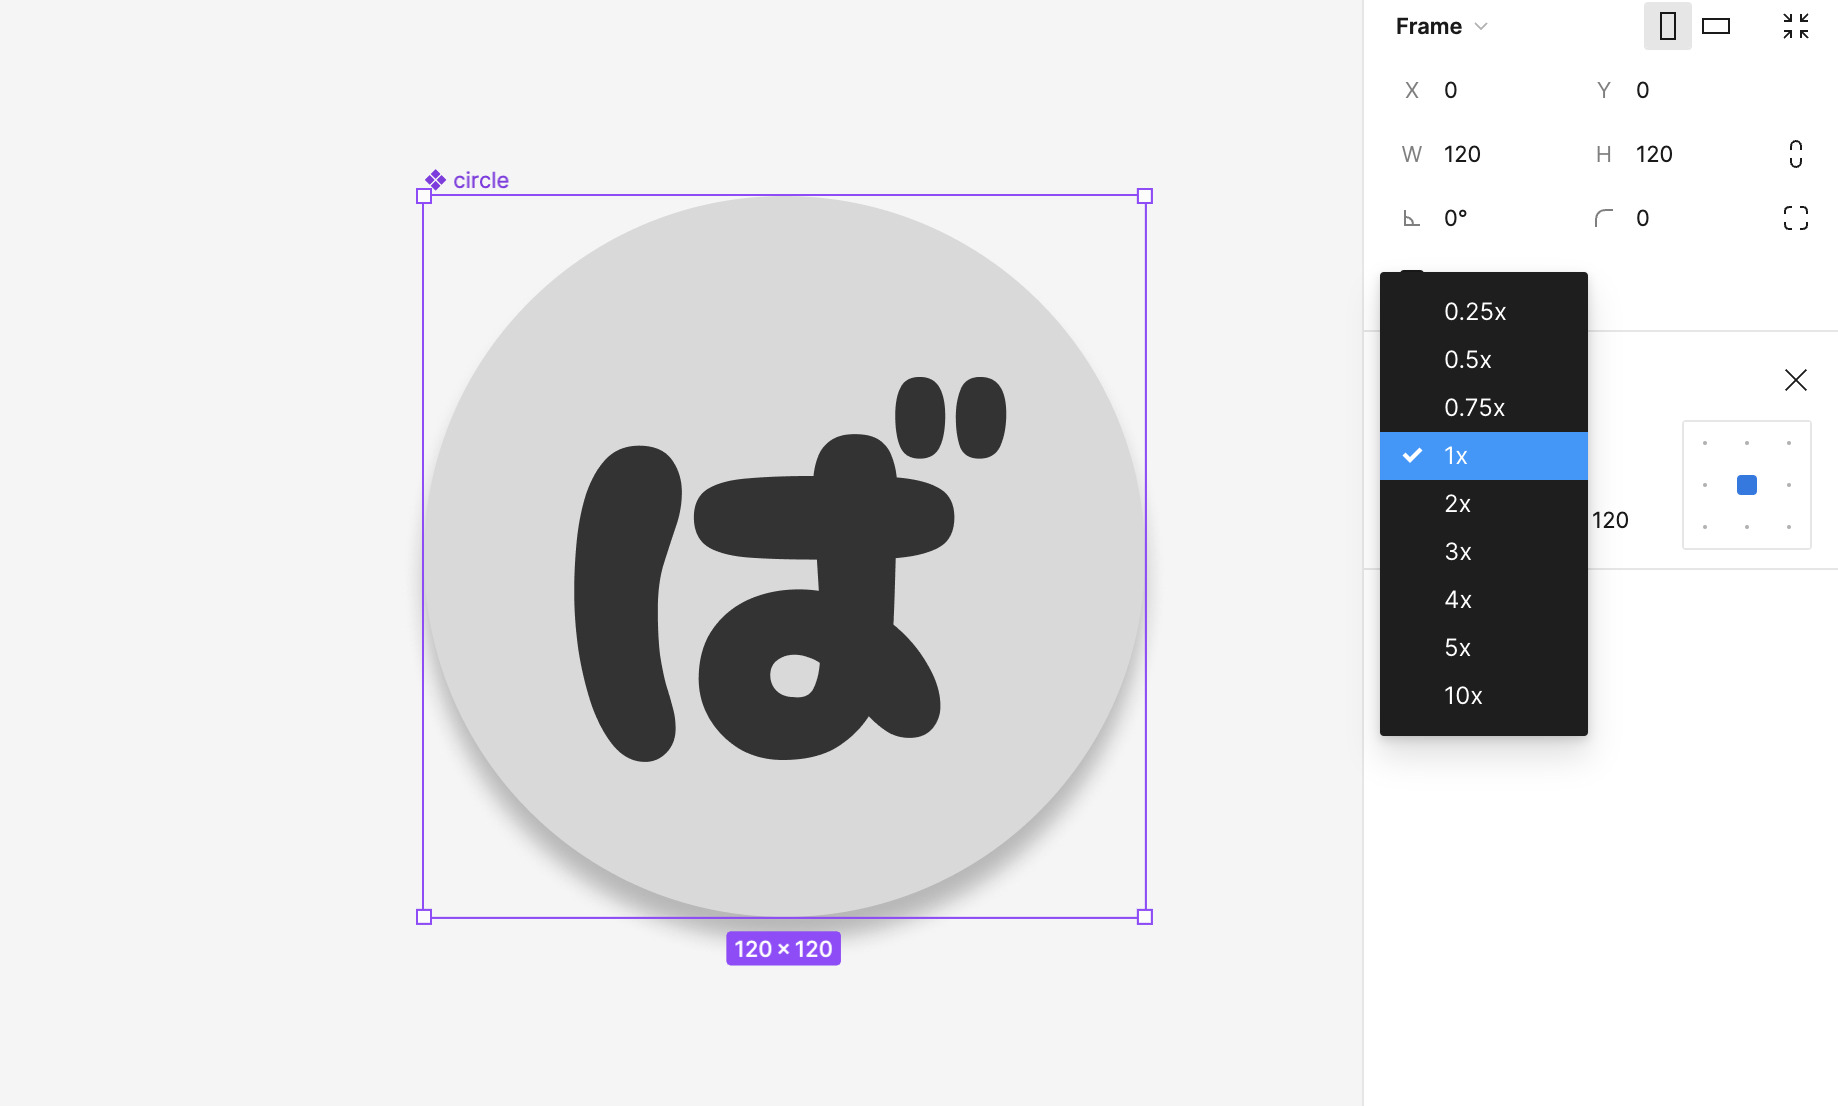 circle
ば
120 × 120
Frame
X 0 Y 0
W 120 H 120
0° 0
0.25x
0.5x
0.75x
1x
2x
120
3x
4x
5x
10x